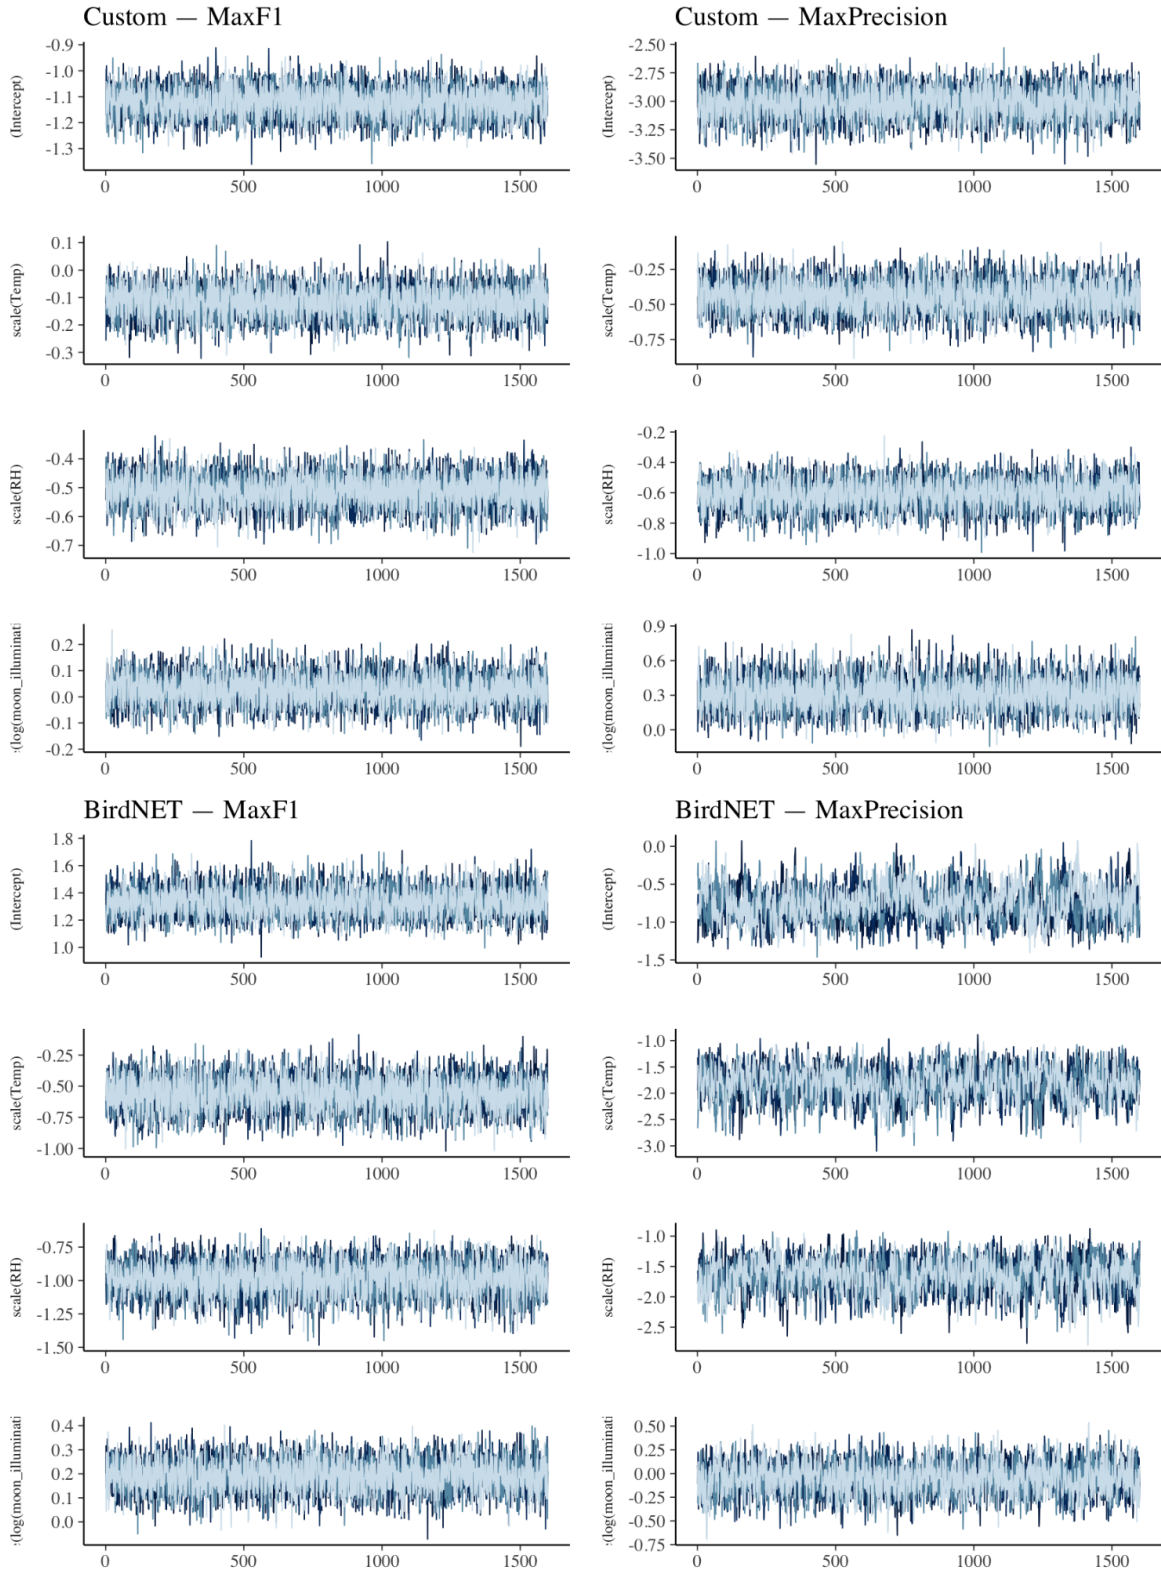 Custom — MaxF1
(Intercept)
-0.9
-1.0
-1.1
-1.2
-1.3
0 500 1000 1500
scale(Temp)
0.1
0.0
-0.1
-0.2
-0.3
0 500 1000 1500
scale(RH)
-0.4
-0.5
-0.6
-0.7
0 500 1000 1500
:(log(moon_illuminati
0.2
0.1
0.0
-0.1
-0.2
0 500 1000 1500
Custom — MaxPrecision
(Intercept)
-2.50
-2.75
-3.00
-3.25
-3.50
0 500 1000 1500
scale(Temp)
-0.25
-0.50
-0.75
0 500 1000 1500
scale(RH)
-0.2
-0.4
-0.6
-0.8
-1.0
0 500 1000 1500
:(log(moon_illuminati
0.9
0.6
0.3
0.0
0 500 1000 1500
BirdNET — MaxF1
(Intercept)
1.8
1.6
1.4
1.2
1.0
0 500 1000 1500
scale(Temp)
-0.25
-0.50
-0.75
-1.00
0 500 1000 1500
scale(RH)
-0.75
-1.00
-1.25
-1.50
0 500 1000 1500
:(log(moon_illuminati
0.4
0.3
0.2
0.1
0.0
0 500 1000 1500
BirdNET — MaxPrecision
(Intercept)
0.0
-0.5
-1.0
-1.5
0 500 1000 1500
scale(Temp)
-1.0
-1.5
-2.0
-2.5
-3.0
0 500 1000 1500
scale(RH)
-1.0
-1.5
-2.0
-2.5
0 500 1000 1500
:(log(moon_illuminati
0.50
0.25
0.00
-0.25
-0.50
-0.75
0 500 1000 1500